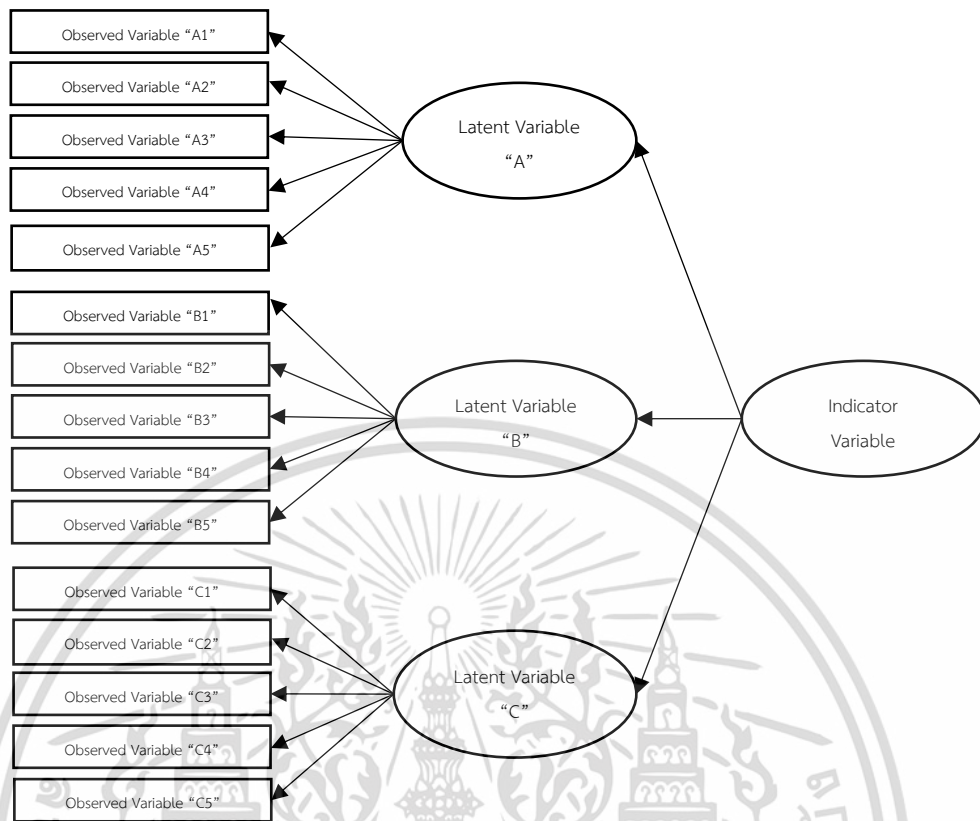 Observed Variable “A1”
Observed Variable “A2”
Observed Variable “A3”
Observed Variable “A4”
Observed Variable “A5”
Latent Variable
“A”
Observed Variable “B1”
Observed Variable “B2”
Observed Variable “B3”
Observed Variable “B4”
Observed Variable “B5”
Latent Variable
“B”
Indicator
Variable
Observed Variable “C1”
Observed Variable “C2”
Observed Variable “C3”
Observed Variable “C4”
Observed Variable “C5”
Latent Variable
“C”